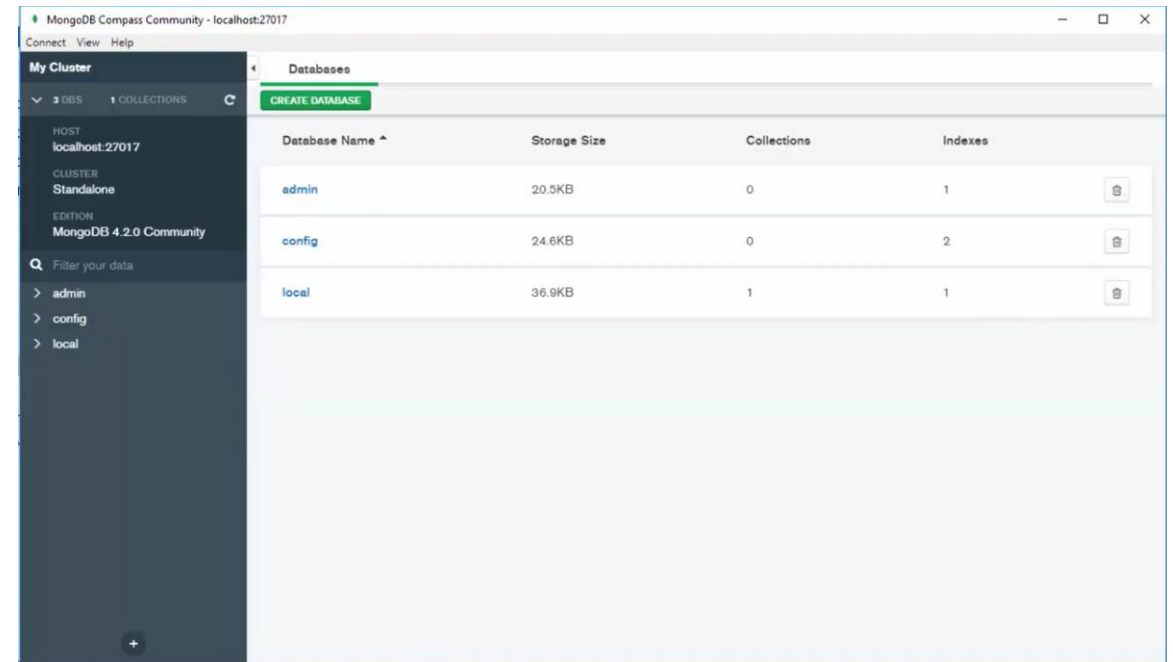 MongoDB Compass Community - localhost:27017
Connect View Help
My Cluster
3 DBS 1 COLLECTIONS
HOST
localhost:27017
CLUSTER
Standalone
EDITION
MongoDB 4.2.0 Community
Filter your data
admin
config
local
Databases
CREATE DATABASE
Database Name Storage Size Collections Indexes
admin 20.5KB 0 1
config 24.6KB 0 2
local 36.9KB 1 1